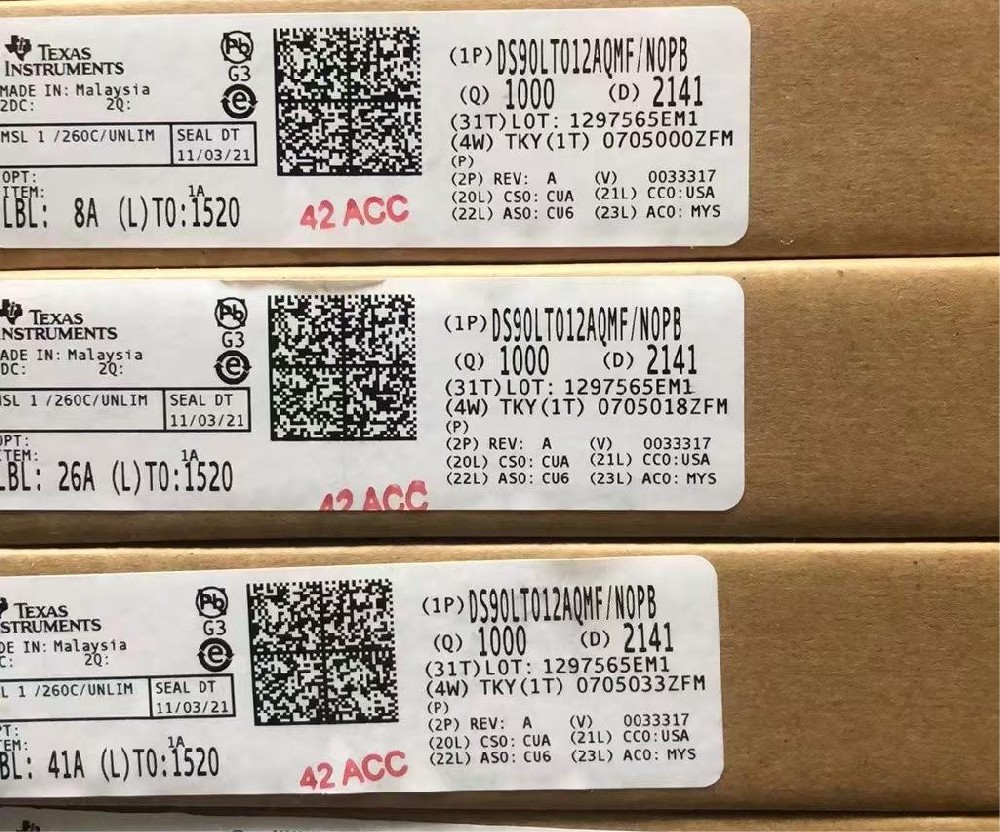 TEXAS
INSTRUMENTS
MADE IN: Malaysia
2DC: 2Q:
MSL 1 /260C/UNLIM
SEAL DT
11/03/21
OPT:
ITEM:
1A
LBL: 8A (L)TO:1520
Pb
G3
e
42 ACC
(1P) DS90LT012AQMF/NOPB
(Q) 1000 (D) 2141
(31T)LOT: 1297565EM1
(4W) TKY(1T) 0705000ZFM
(P)
(2P) REV: A (V) 0033317
(20L) CSO: CUA (21L) CCO:USA
(22L) ASO: CU6 (23L) ACO: MYS
TEXAS
NSTRUMENTS
ADE IN: Malaysia
DC: 2Q:
SL 1 /260C/UNLIM
SEAL DT
11/03/21
OPT:
TEM:
1A
LBL: 26A (L)TO:1520
Pb
G3
e
42 ACC
(1P) DS90LT012AQMF/NOPB
(Q) 1000 (D) 2141
(31T)LOT: 1297565EM1
(4W) TKY(1T) 0705018ZFM
(P)
(2P) REV: A (V) 0033317
(20L) CSO: CUA (21L) CCO:USA
(22L) ASO: CU6 (23L) ACO: MYS
TEXAS
STRUMENTS
DE IN: Malaysia
C: 2Q:
L 1 /260C/UNLIM
SEAL DT
11/03/21
PT:
EM:
1A
BL: 41A (L)TO:1520
Pb
G3
e
42 ACC
(1P) DS90LT012AQMF/NOPB
(Q) 1000 (D) 2141
(31T)LOT: 1297565EM1
(4W) TKY(1T) 0705033ZFM
(P)
(2P) REV: A (V) 0033317
(20L) CSO: CUA (21L) CCO:USA
(22L) ASO: CU6 (23L) ACO: MYS